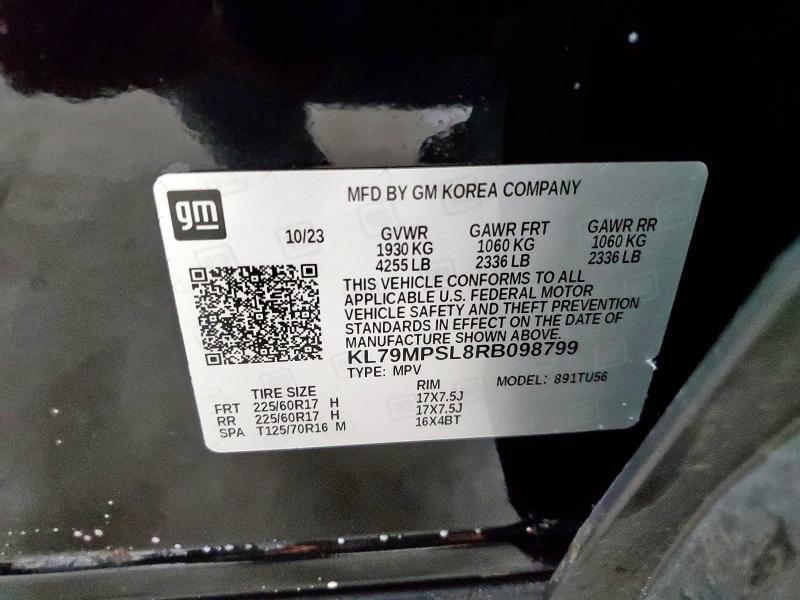 gm
MFD BY GM KOREA COMPANY
10/23 GVWR GAWR FRT GAWR RR
1930 KG 1060 KG 1060 KG
4255 LB 2336 LB 2336 LB
THIS VEHICLE CONFORMS TO ALL
APPLICABLE U.S. FEDERAL MOTOR
VEHICLE SAFETY AND THEFT PREVENTION
STANDARDS IN EFFECT ON THE DATE OF
MANUFACTURE SHOWN ABOVE.
KL79MPSL8RB098799
TYPE: MPV MODEL: 891TU56
TIRE SIZE RIM
FRT 225/60R17 H 17X7.5J
RR 225/60R17 H 17X7.5J
SPA T125/70R16 M 16X4BT